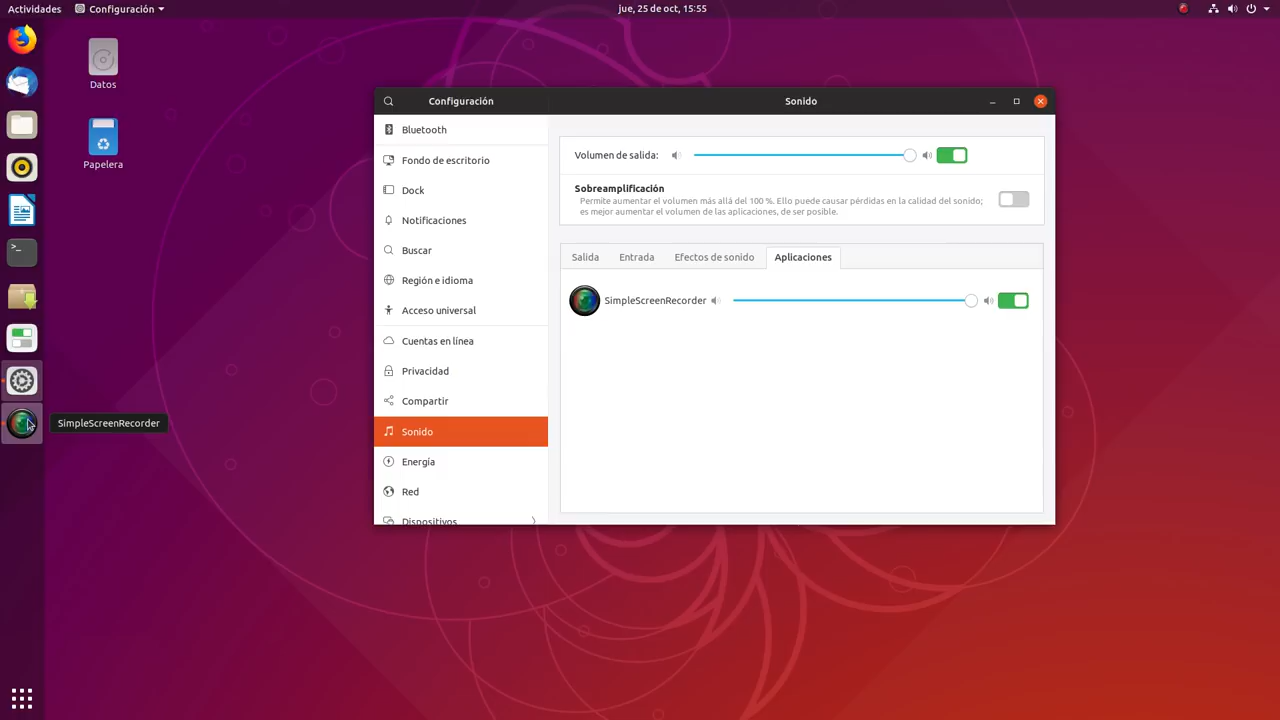 Actividades
Configuración
jue, 25 de oct, 15:55
Datos
Papelera
SimpleScreenRecorder
Configuración
Sonido
Bluetooth
Fondo de escritorio
Dock
Notificaciones
Buscar
Región e idioma
Acceso universal
Cuentas en línea
Privacidad
Compartir
Sonido
Energía
Red
Dispositivos
Volumen de salida:
Sobreamplificación
Permite aumentar el volumen más allá del 100 %. Ello puede causar pérdidas en la calidad del sonido;
es mejor aumentar el volumen de las aplicaciones, de ser posible.
Salida
Entrada
Efectos de sonido
Aplicaciones
SimpleScreenRecorder